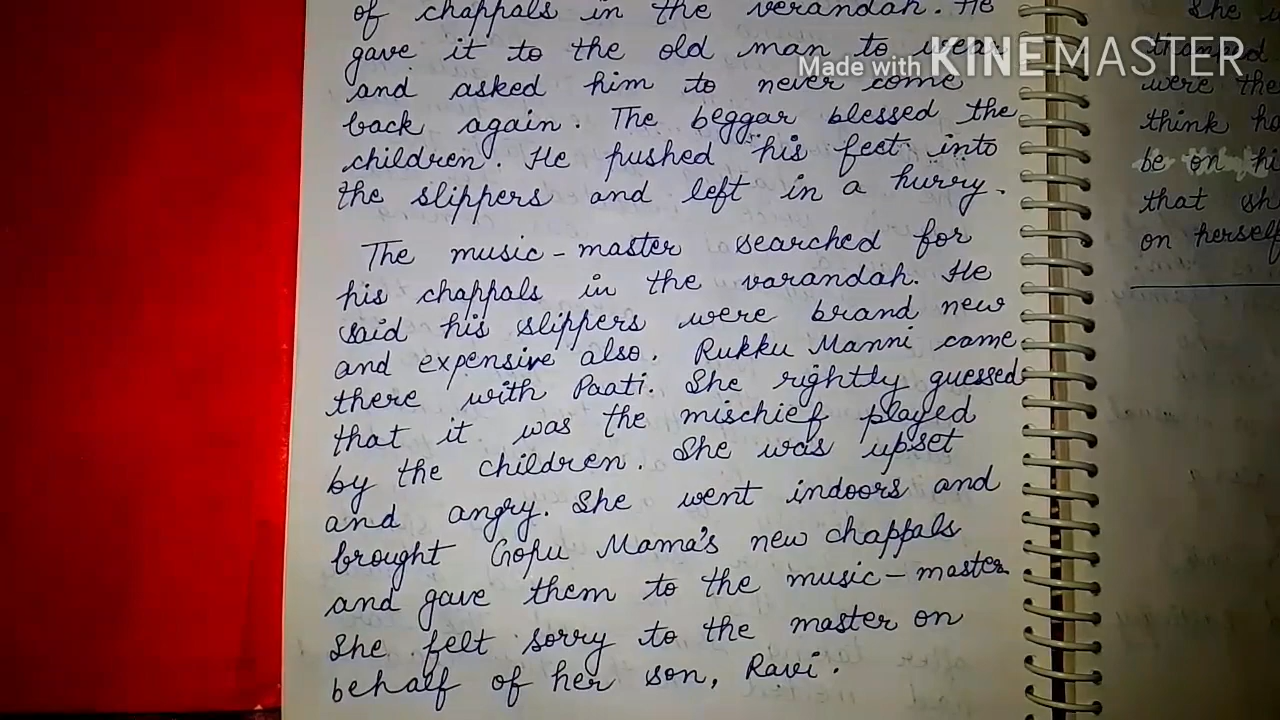 of chappals in the verandah. He
gave it to the old man to wear
and asked him to never come
back again. The beggar blessed the
children. He pushed his feet into
the slippers and left in a hurry.
The music-master searched for
his chappals in the varandah. He
said his slippers were brand new
and expensive also. Rukku Manni came
there with Paati. She rightly guessed
that it was the mischief played
by the children. She was upset
and angry. She went indoors and
brought Gopu Mama's new chappals
and gave them to the music-master
She felt sorry to the master on
behalf of her son, Ravi.
Made with KINEMASTER
She
were the
think
be on
that
on herself